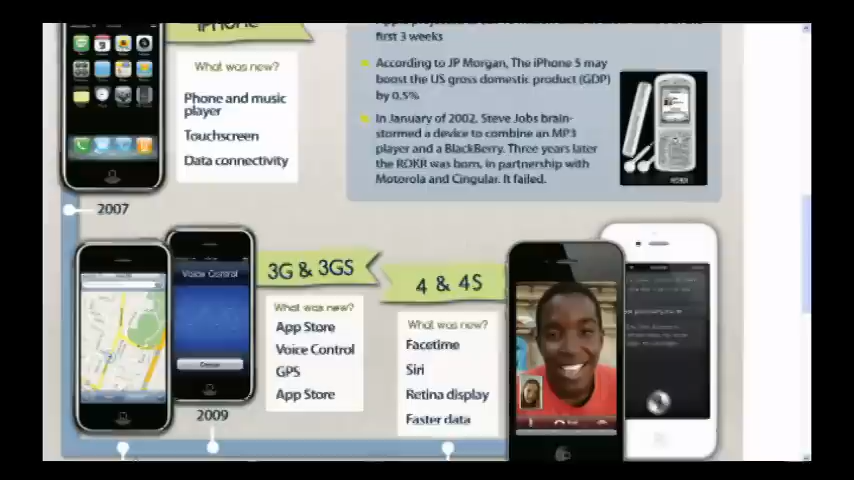 iPHONE
What was new?
Phone and music
player
Touchscreen
Data connectivity
first 3 weeks
According to JP Morgan, The iPhone 5 may
boost the US gross domestic product (GDP)
by 0.5%
In January of 2002, Steve Jobs brain-
stormed a device to combine an MP3
player and a BlackBerry. Three years later
the ROKR was born, in partnership with
Motorola and Cingular. It failed.
ROKR
2007
Voice Control
3G & 3GS
What was new?
App Store
Voice Control
GPS
App Store
2009
4 & 4S
What was new?
Facetime
Siri
Retina display
Faster data